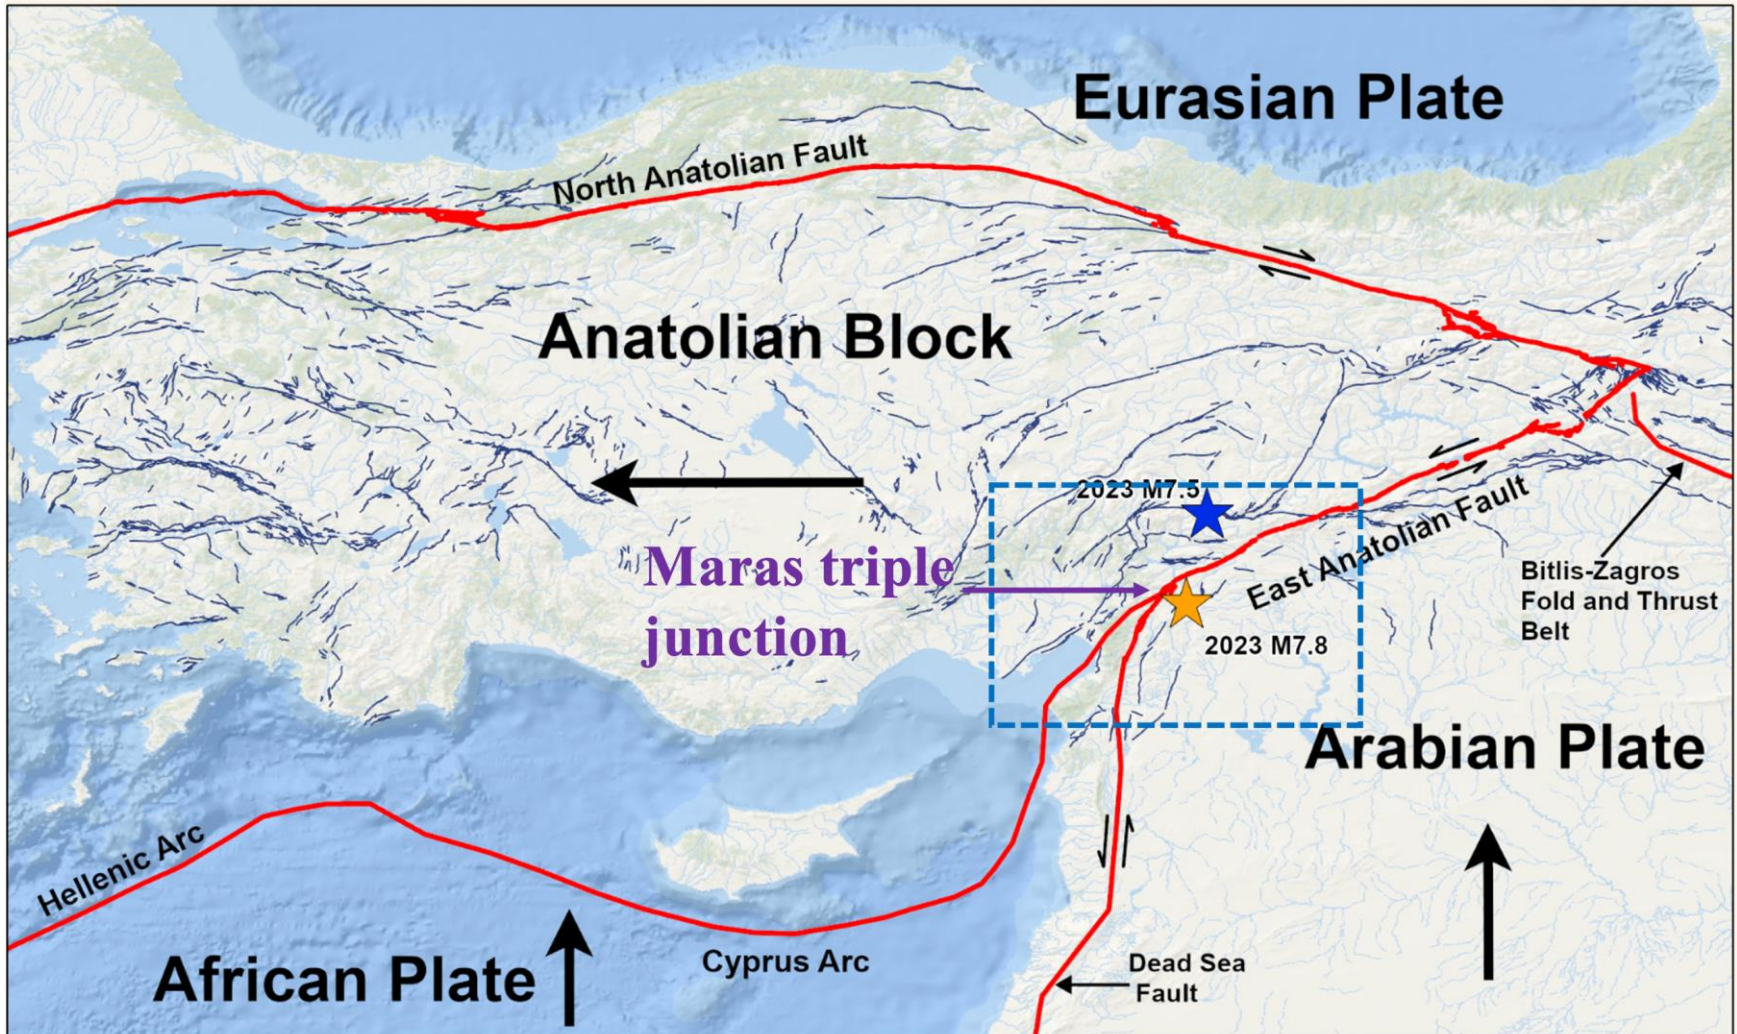 Eurasian Plate
North Anatolian Fault
Anatolian Block
2023 M7.5
East Anatolian Fault
Maras triple
junction
Bitlis-Zagros
Fold and Thrust
Belt
2023 M7.8
Arabian Plate
Hellenic Arc
African Plate
Cyprus Arc
Dead Sea
Fault